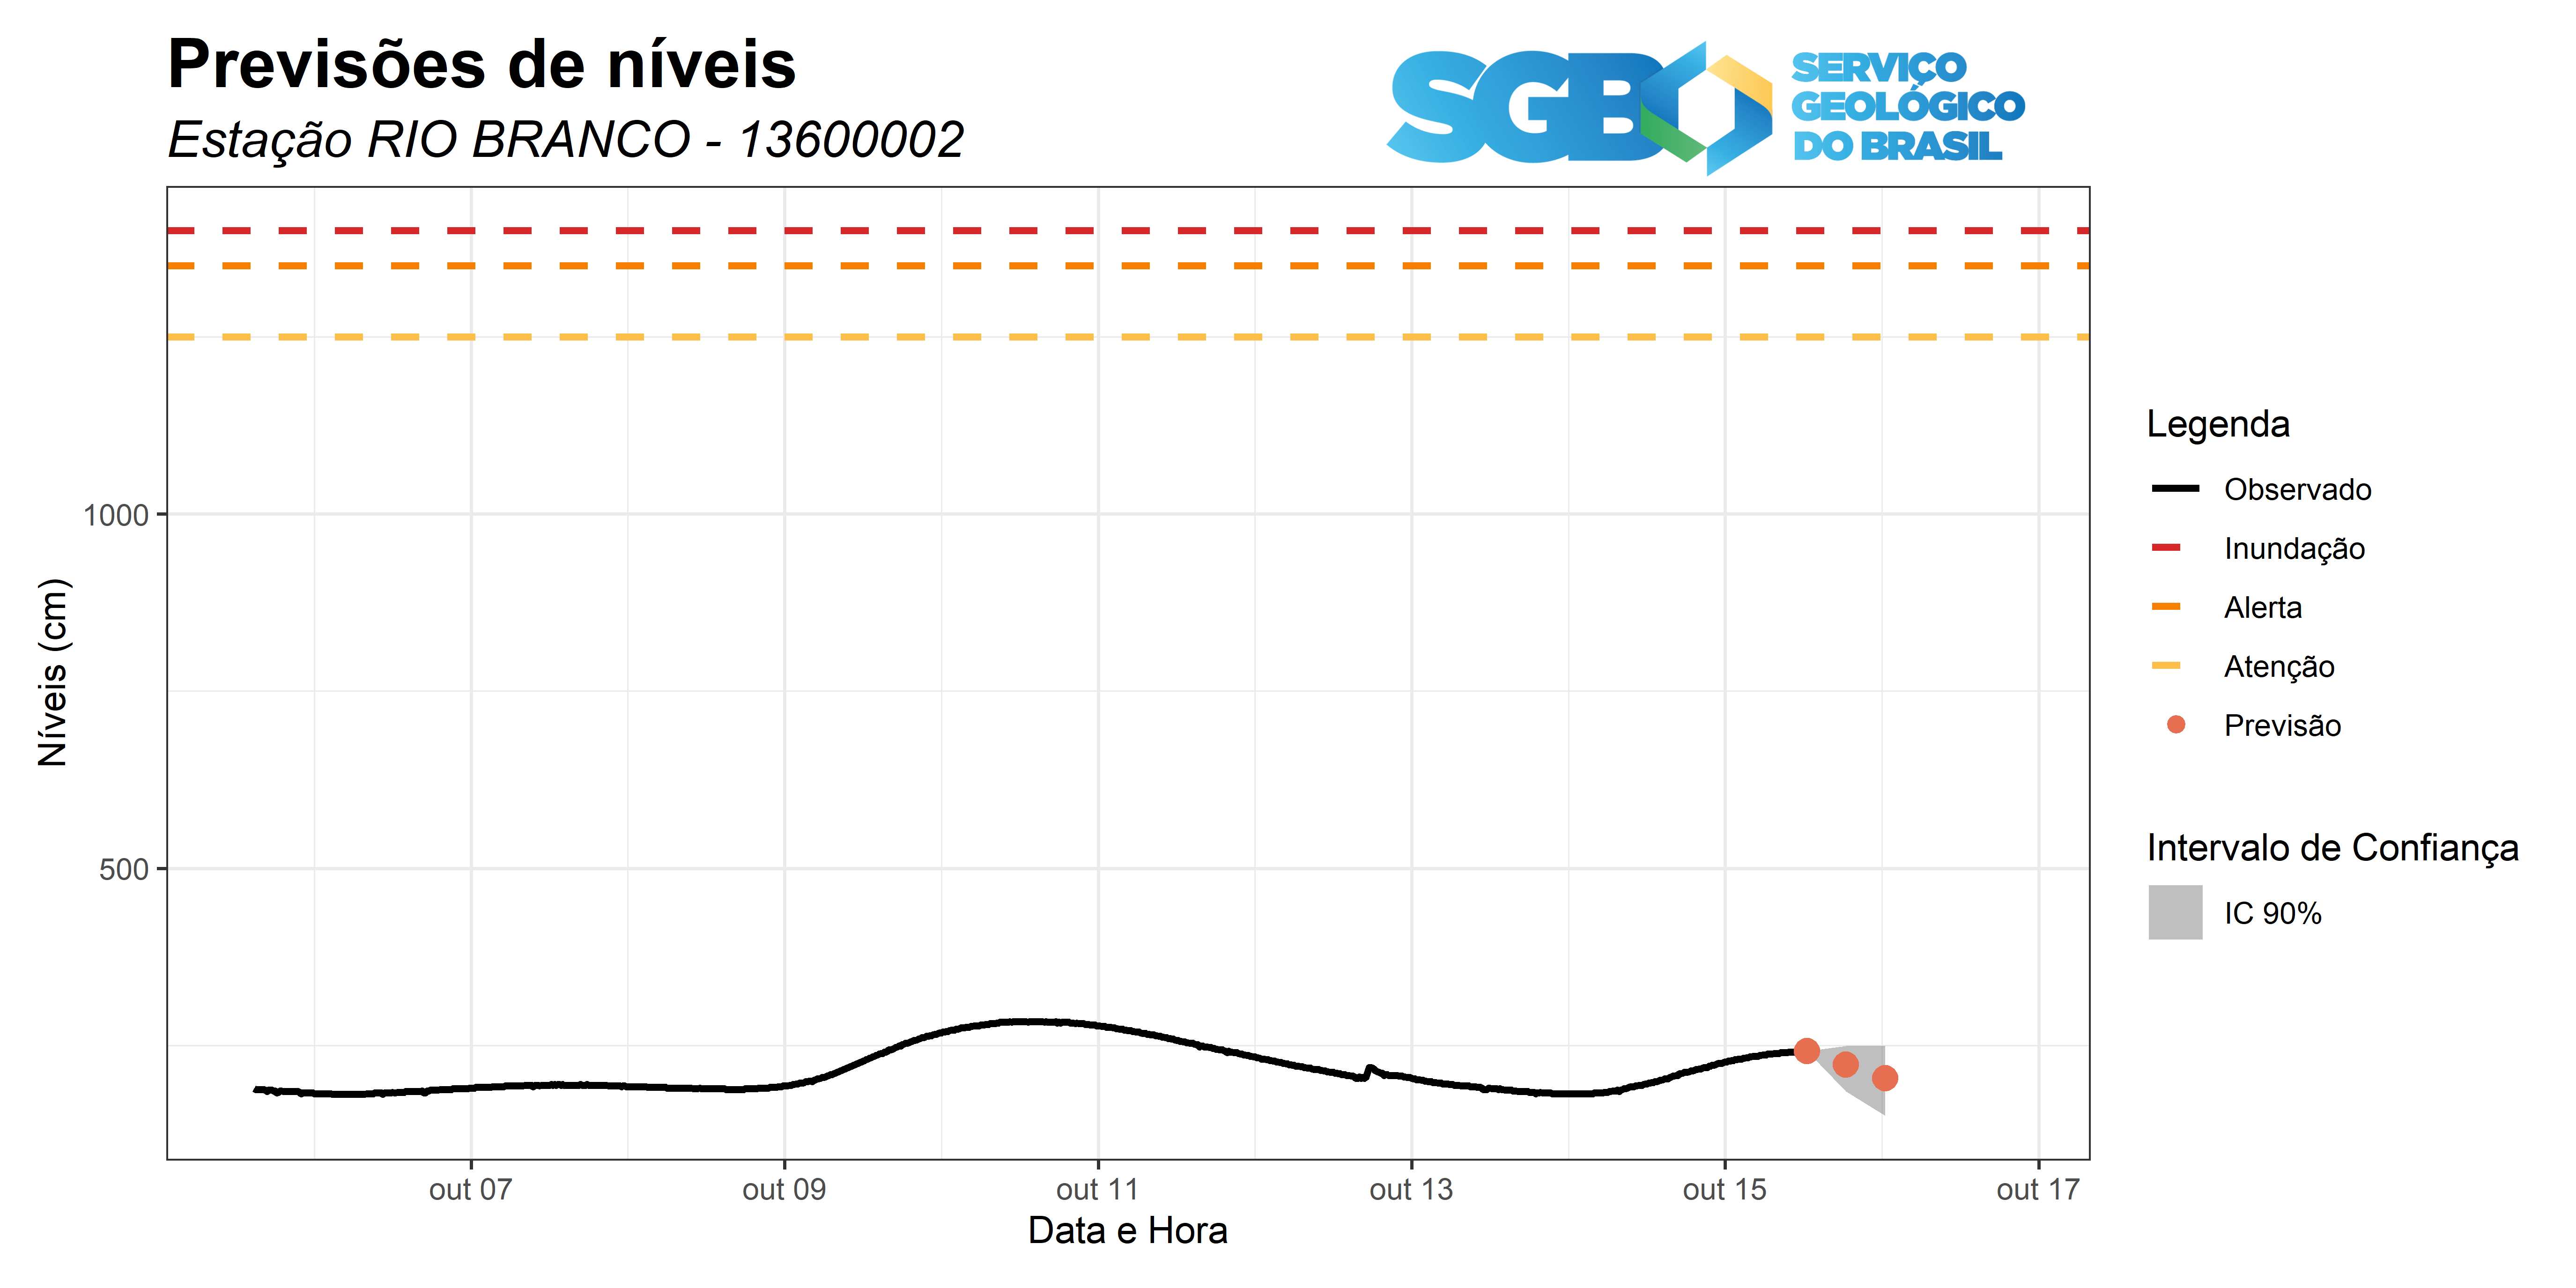 Previsões de níveis
Estação RIO BRANCO - 13600002
SGB
SERVIÇO
GEOLÓGICO
DO BRASIL
1000
500
Níveis (cm)
out 07
out 09
out 11
out 13
out 15
out 17
Data e Hora
Legenda
Observado
Inundação
Alerta
Atenção
Previsão
Intervalo de Confiança
IC 90%